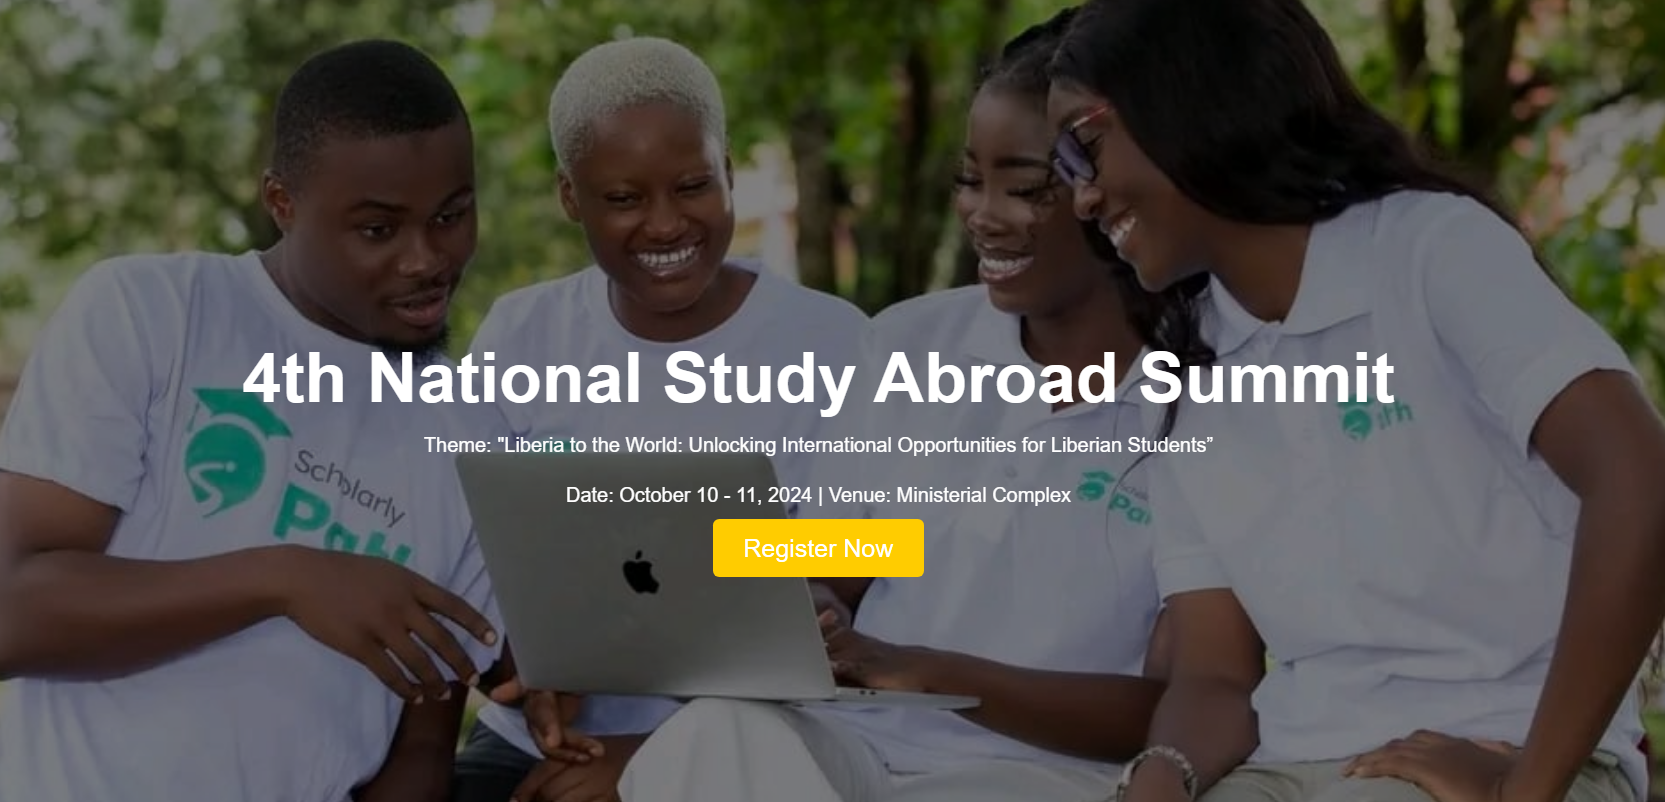 4th National Study Abroad Summit
Theme: "Liberia to the World: Unlocking International Opportunities for Liberian Students”
Date: October 10 - 11, 2024 | Venue: Ministerial Complex
Register Now
Scholarly
Path